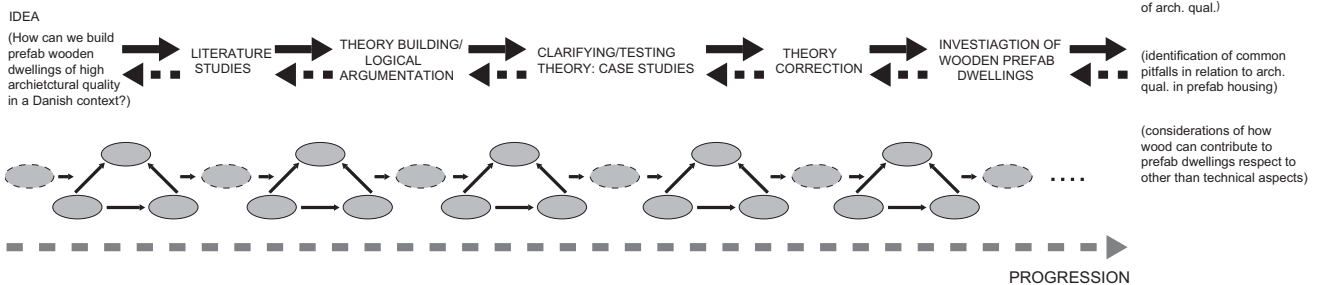 IDEA
(How can we build
prefab wooden
dwellings of high
archietctural quality
in a Danish context?)
LITERATURE
STUDIES
THEORY BUILDING/
LOGICAL
ARGUMENTATION
CLARIFYING/TESTING
THEORY: CASE STUDIES
THEORY
CORRECTION
INVESTIAGTION OF
WOODEN PREFAB
DWELLINGS
of arch. qual.)
(identification of common
pitfalls in relation to arch.
qual. in prefab housing)
(considerations of how
wood can contribute to
prefab dwellings respect to
other than technical aspects)
....
PROGRESSION